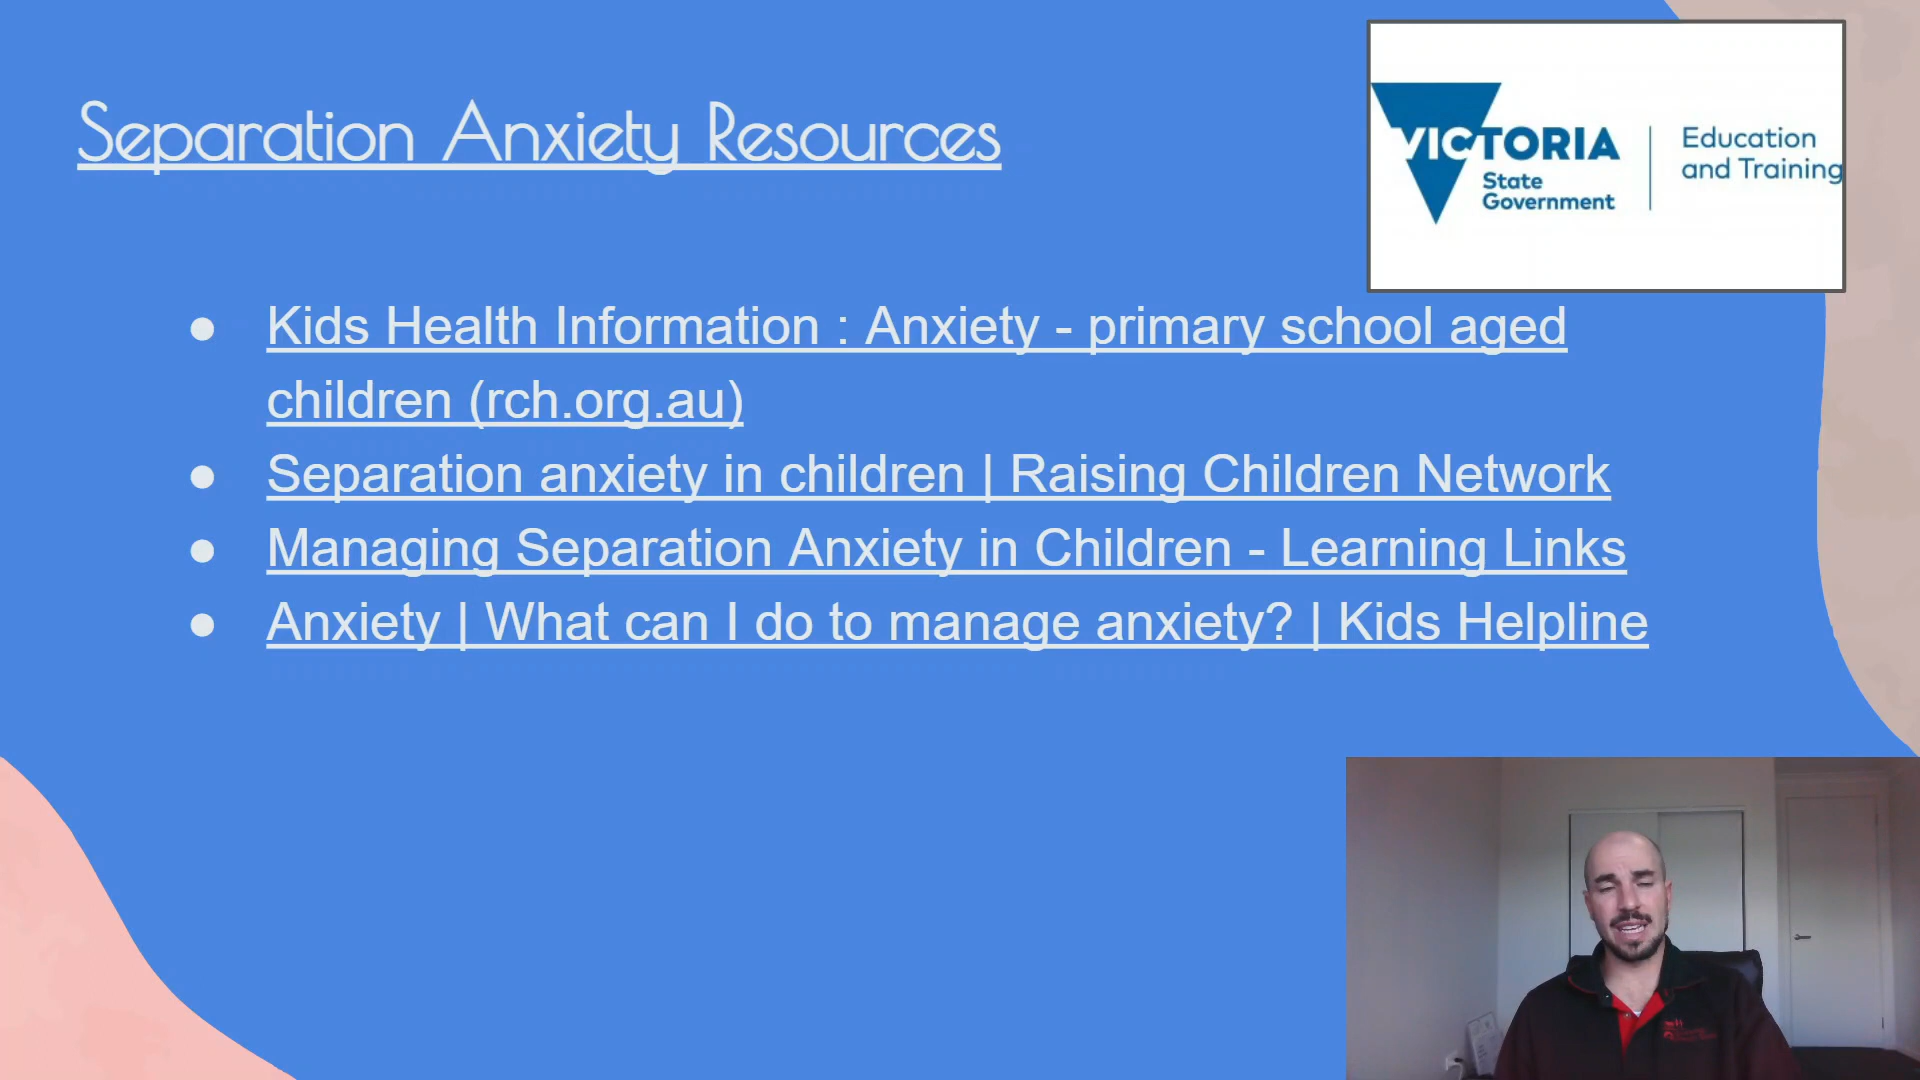 Separation Anxiety Resources
VICTORIA
State
Government
Education
and Training
● Kids Health Information : Anxiety - primary school aged
children (rch.org.au)
● Separation anxiety in children | Raising Children Network
● Managing Separation Anxiety in Children - Learning Links
● Anxiety | What can I do to manage anxiety? | Kids Helpline